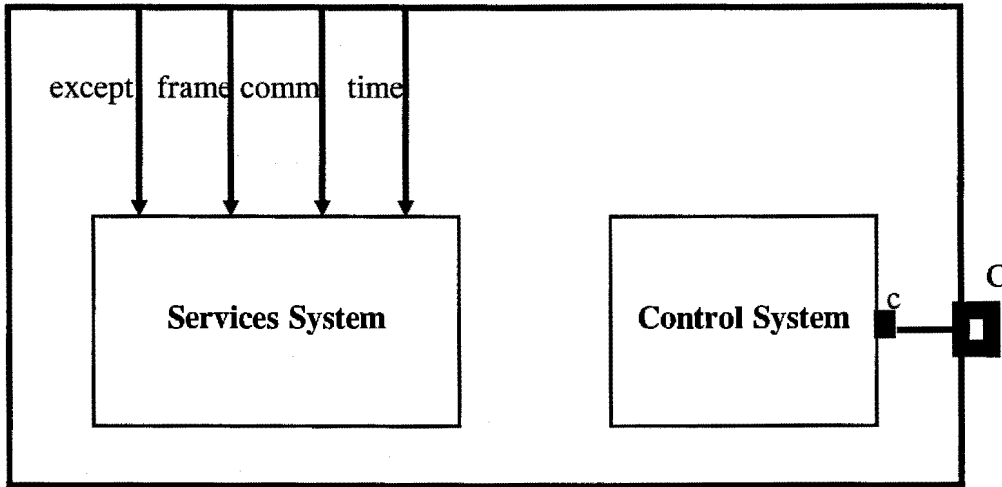 except frame comm time
C
c
Services System
Control System